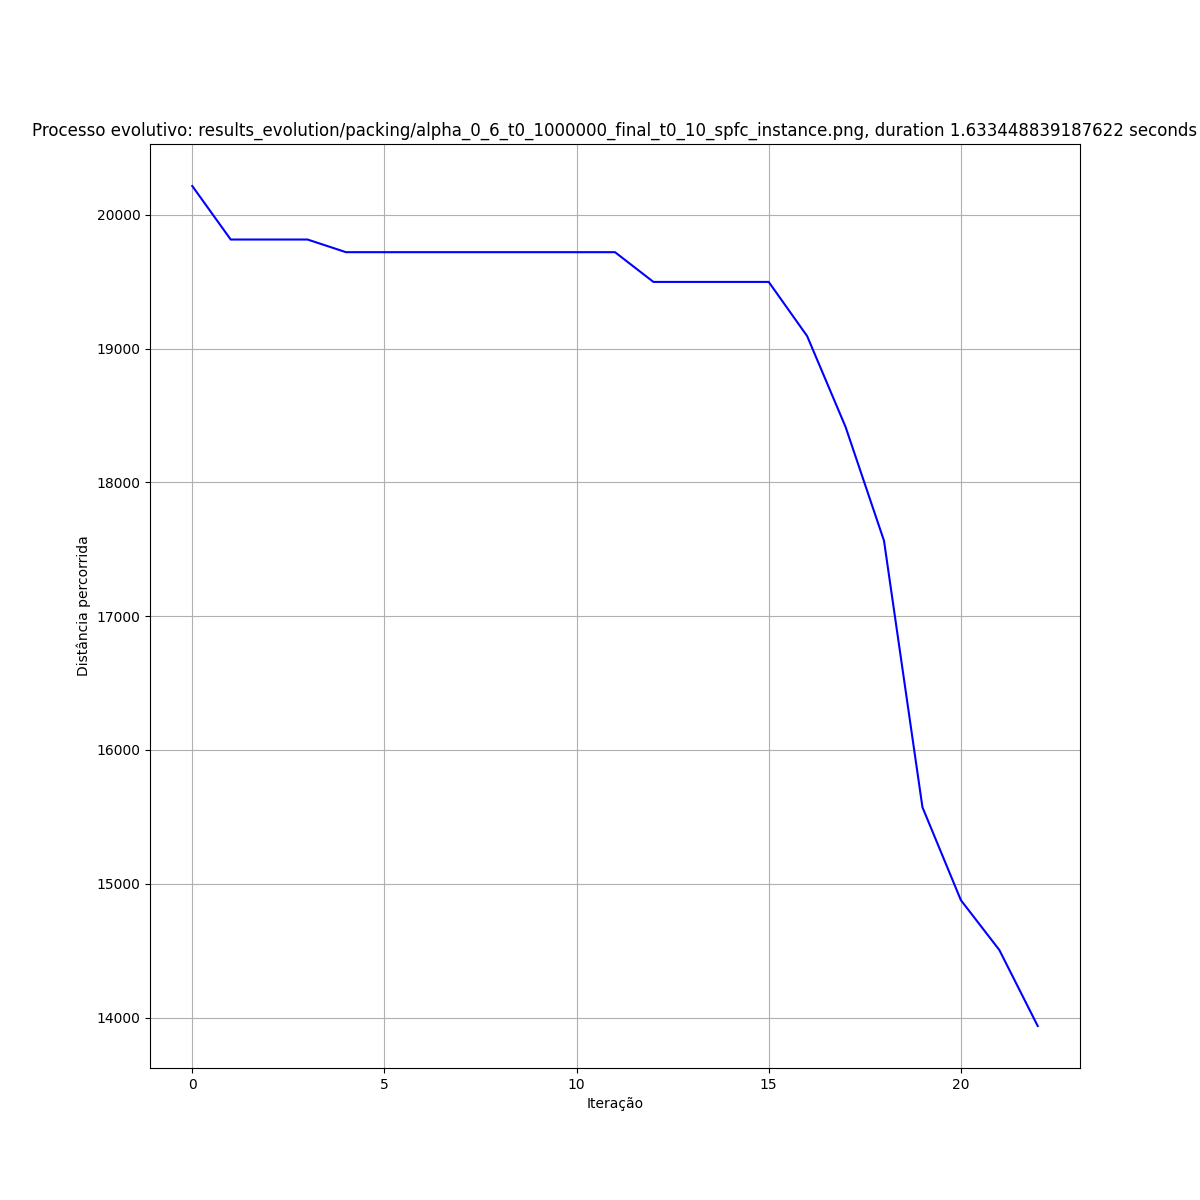 Processo evolutivo: results_evolution/packing/alpha_0_6_t0_1000000_final_t0_10_spfc_instance.png, duration 1.633448839187622 seconds
20000
19000
18000
17000
16000
15000
14000
Distância percorrida
0 5 10 15 20
Iteração